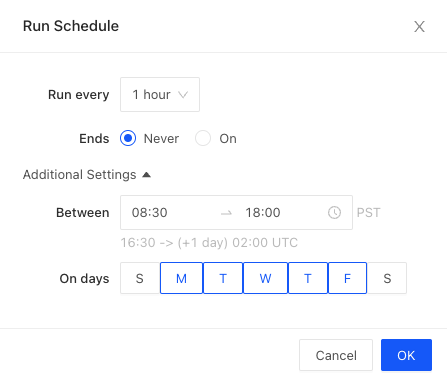 Run Schedule
Run every 1 hour
Ends Never On
Additional Settings
Between 08:30 → 18:00 PST
16:30 -> (+1 day) 02:00 UTC
On days S M T W T F S
Cancel OK